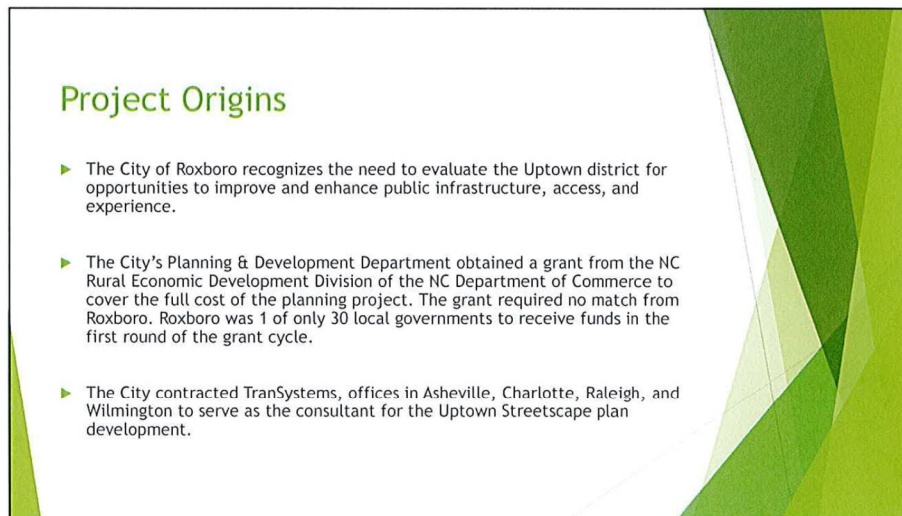 Project Origins
The City of Roxboro recognizes the need to evaluate the Uptown district for
opportunities to improve and enhance public infrastructure, access, and
experience.
The City's Planning & Development Department obtained a grant from the NC
Rural Economic Development Division of the NC Department of Commerce to
cover the full cost of the planning project. The grant required no match from
Roxboro. Roxboro was 1 of only 30 local governments to receive funds in the
first round of the grant cycle.
The City contracted TranSystems, offices in Asheville, Charlotte, Raleigh, and
Wilmington to serve as the consultant for the Uptown Streetscape plan
development.